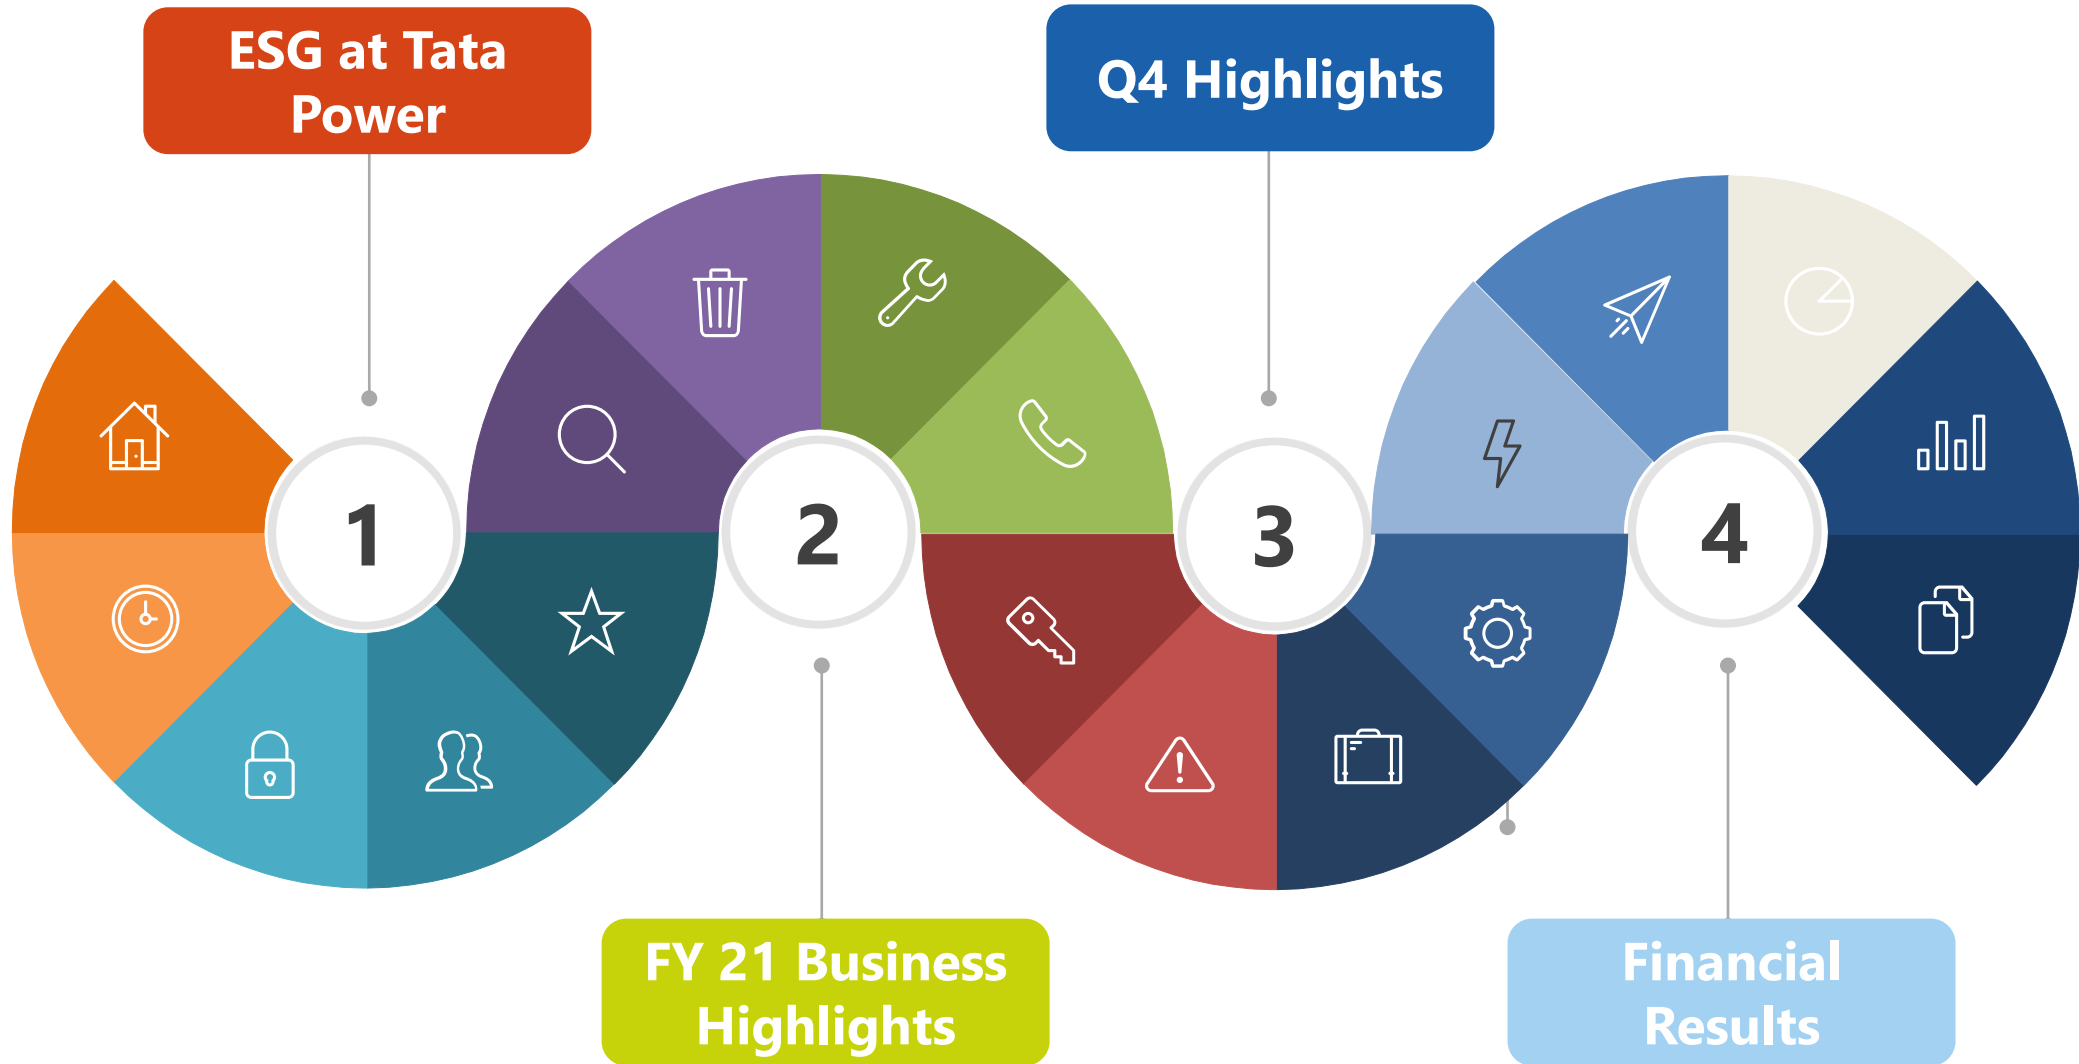 ESG at Tata
Power
Q4 Highlights
1
2
3
4
FY 21 Business
Highlights
Financial
Results